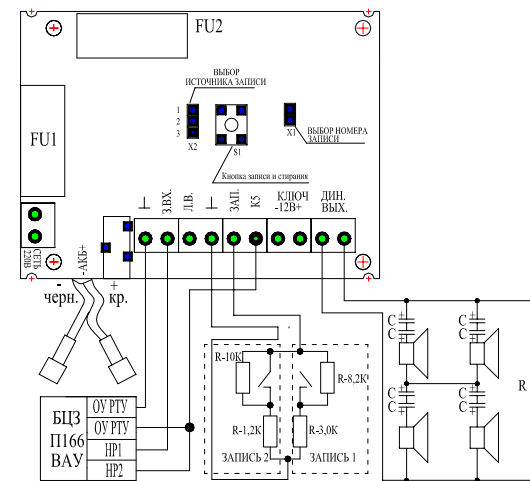 FU2
ВЫБОР
ИСТОЧНИКА ЗАПИСИ
1
2
3
X2
S1
X1
ВЫБОР НОМЕРА
ЗАПИСИ
FU1
Кнопка записи и стирания
⊥
З.ВХ.
Л.В.
⊥
ЗАП.
К5
КЛЮЧ
-12В+
ДИН.
ВЫХ.
СЕТЬ
220В
-АКБ+
-
черн.
+
кр.
C
C
+
+
C
C
+
+
R-10К
R-8,2К
R
C
C
+
+
C
C
+
+
R-1,2К
R-3,0К
ЗАПИСЬ 2
ЗАПИСЬ 1
БЦЗ
П166
ВАУ
ОУ РТУ
ОУ РТУ
НР1
НР2